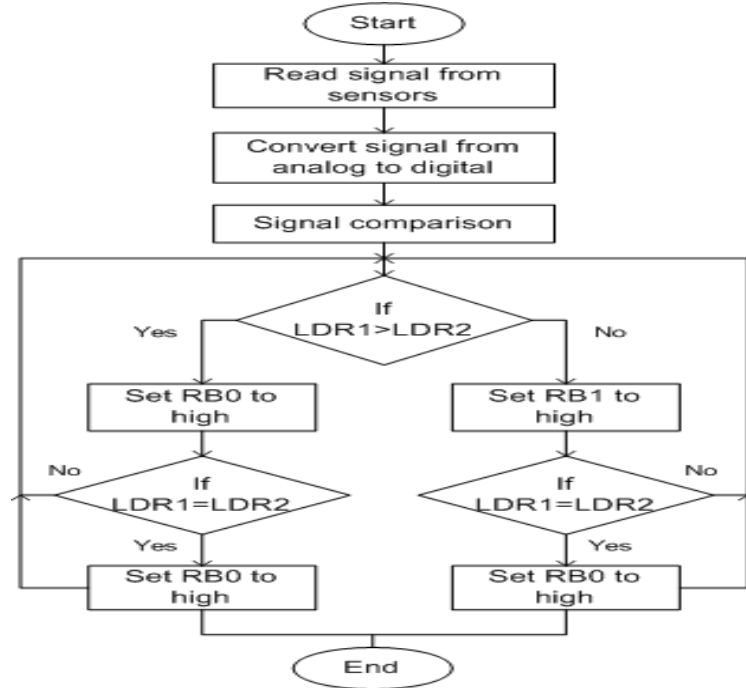 Start
Read signal from
sensors
Convert signal from
analog to digital
Signal comparison
If
LDR1>LDR2
Yes
No
Set RB0 to
high
Set RB1 to
high
If
LDR1=LDR2
No
If
LDR1=LDR2
No
Yes
Yes
Set RB0 to
high
Set RB0 to
high
End